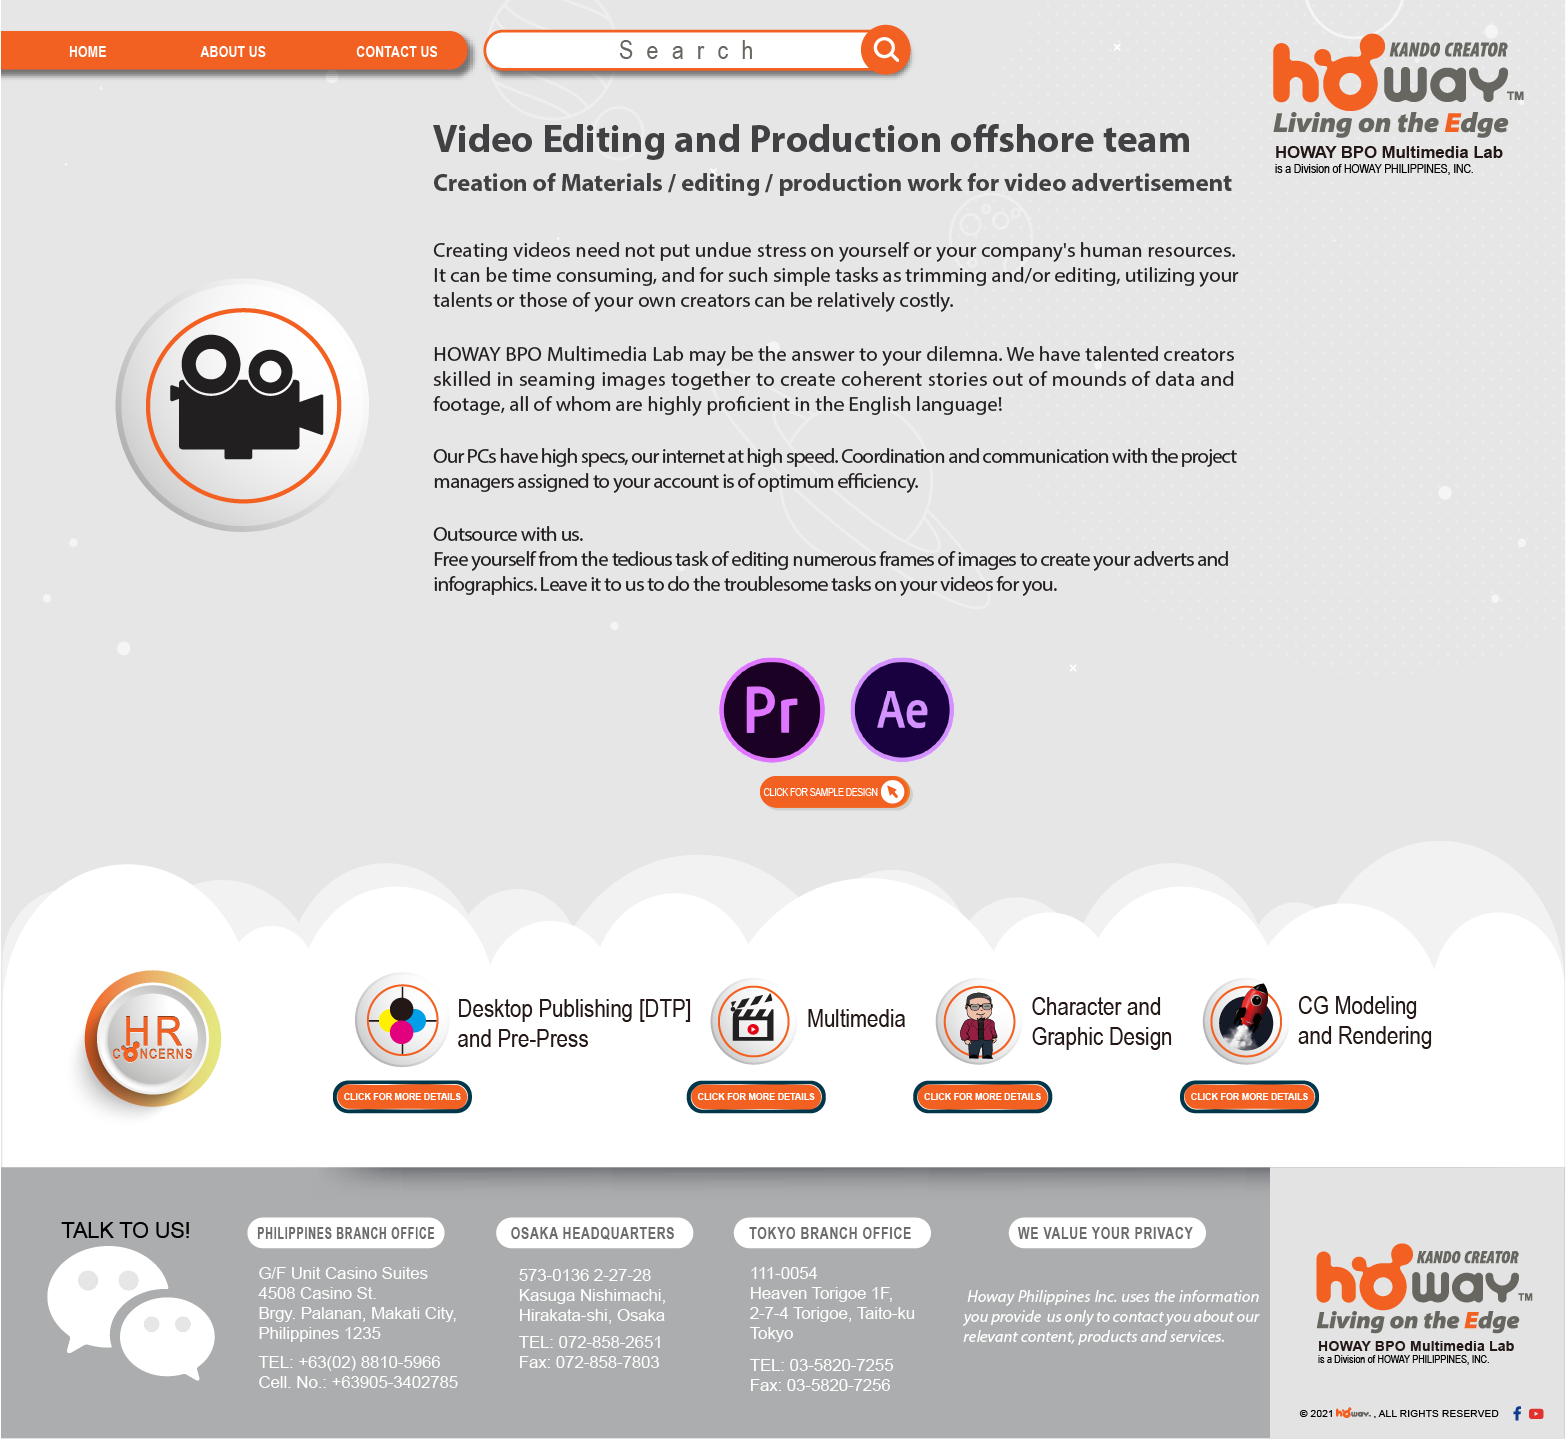 HOME ABOUT US CONTACT US
Search
KANDO CREATOR
howay TM
Living on the Edge
HOWAY BPO Multimedia Lab
is a Division of HOWAY PHILIPPINES, INC.
Video Editing and Production offshore team
Creation of Materials / editing / production work for video advertisement
Creating videos need not put undue stress on yourself or your company's human resources.
It can be time consuming, and for such simple tasks as trimming and/or editing, utilizing your
talents or those of your own creators can be relatively costly.
HOWAY BPO Multimedia Lab may be the answer to your dilemna. We have talented creators
skilled in seaming images together to create coherent stories out of mounds of data and
footage, all of whom are highly proficient in the English language!
Our PCs have high specs, our internet at high speed. Coordination and communication with the project
managers assigned to your account is of optimum efficiency.
Outsource with us.
Free yourself from the tedious task of editing numerous frames of images to create your adverts and
infographics. Leave it to us to do the troublesome tasks on your videos for you.
Pr Ae
CLICK FOR SAMPLE DESIGN
HR
CONCERNS
Desktop Publishing [DTP]
and Pre-Press
CLICK FOR MORE DETAILS
Multimedia
CLICK FOR MORE DETAILS
Character and
Graphic Design
CLICK FOR MORE DETAILS
CG Modeling
and Rendering
CLICK FOR MORE DETAILS
TALK TO US!
PHILIPPINES BRANCH OFFICE
G/F Unit Casino Suites
4508 Casino St.
Brgy. Palanan, Makati City,
Philippines 1235
TEL: +63(02) 8810-5966
Cell. No.: +63905-3402785
OSAKA HEADQUARTERS
573-0136 2-27-28
Kasuga Nishimachi,
Hirakata-shi, Osaka
TEL: 072-858-2651
Fax: 072-858-7803
TOKYO BRANCH OFFICE
111-0054
Heaven Torigoe 1F,
2-7-4 Torigoe, Taito-ku
Tokyo
TEL: 03-5820-7255
Fax: 03-5820-7256
WE VALUE YOUR PRIVACY
Howay Philippines Inc. uses the information
you provide us only to contact you about our
relevant content, products and services.
KANDO CREATOR
howay TM
Living on the Edge
HOWAY BPO Multimedia Lab
is a Division of HOWAY PHILIPPINES, INC.
© 2021 howay. , ALL RIGHTS RESERVED